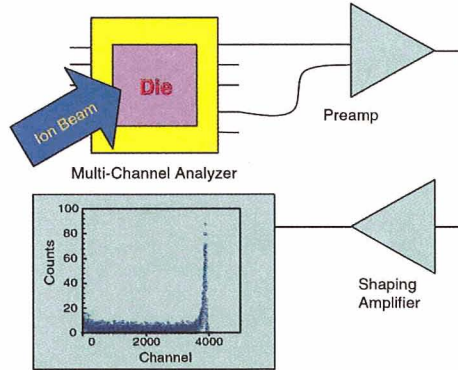 Die
Ion Beam
Preamp
Multi-Channel Analyzer
100
80
60
40
20
0
Counts
0 2000 4000
Channel
Shaping
Amplifier